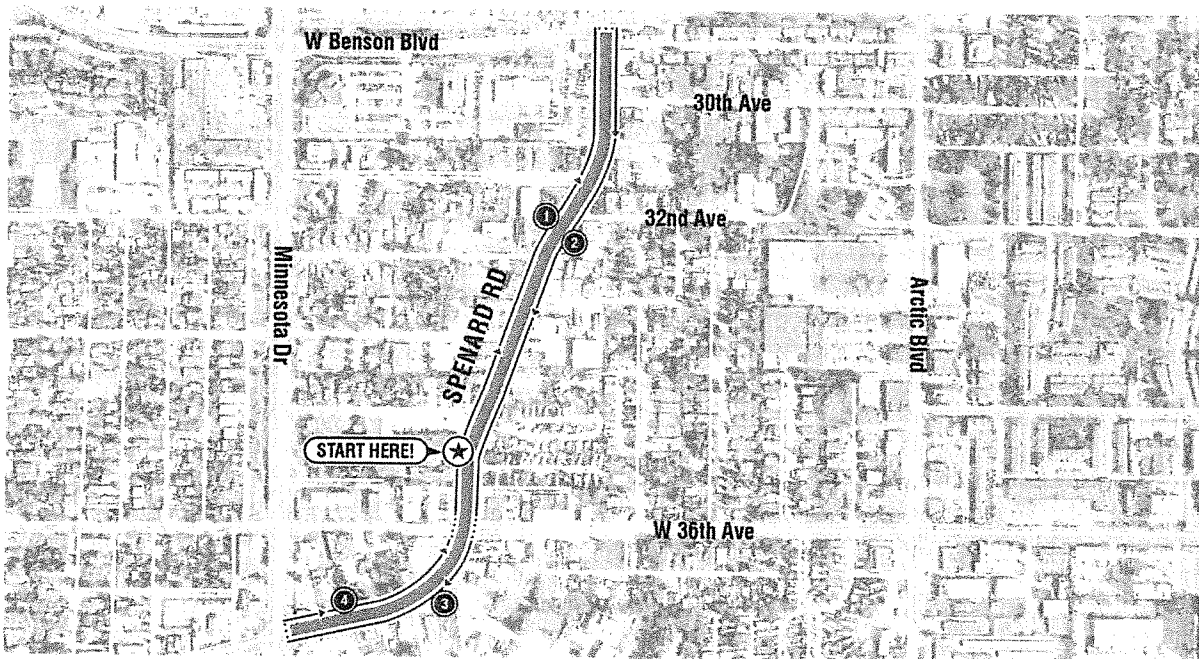 W Benson Blvd
30th Ave
1
32nd Ave
2
Minnesota Dr
SPENARD RD
Arctic Blvd
START HERE!
W 36th Ave
4
3